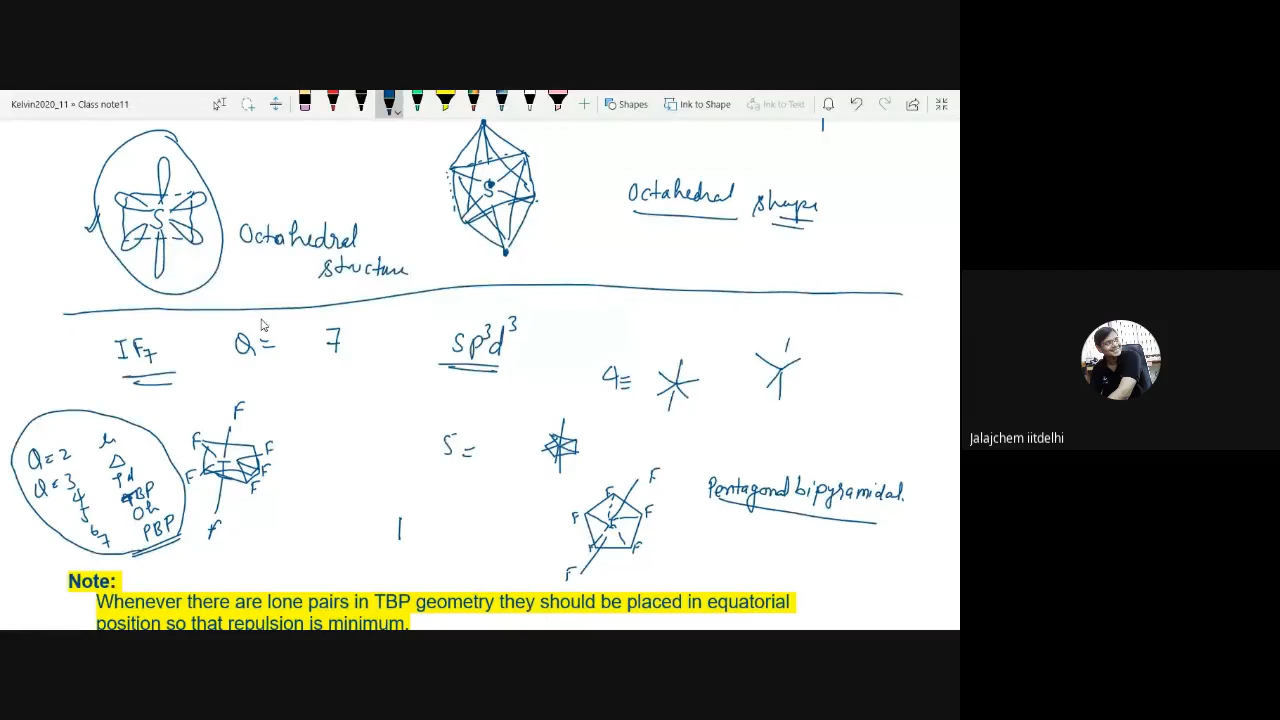 Kelvin2020_11 » Class note11
Shapes
Ink to Shape
Ink to Text
S
Octahedral
structure
S
Octahedral shape
IF7 Q= 7 sp³d³
4=
5=
Q=2
Q=3 Δ
4 Td
5 TBP
6 Oh
7 PBP
F
F F
I F
F F
F
F
F F
F I F
F F
F
Pentagonal bipyramidal.
Note:
Whenever there are lone pairs in TBP geometry they should be placed in equatorial
position so that repulsion is minimum.
Jalajchem iitdelhi